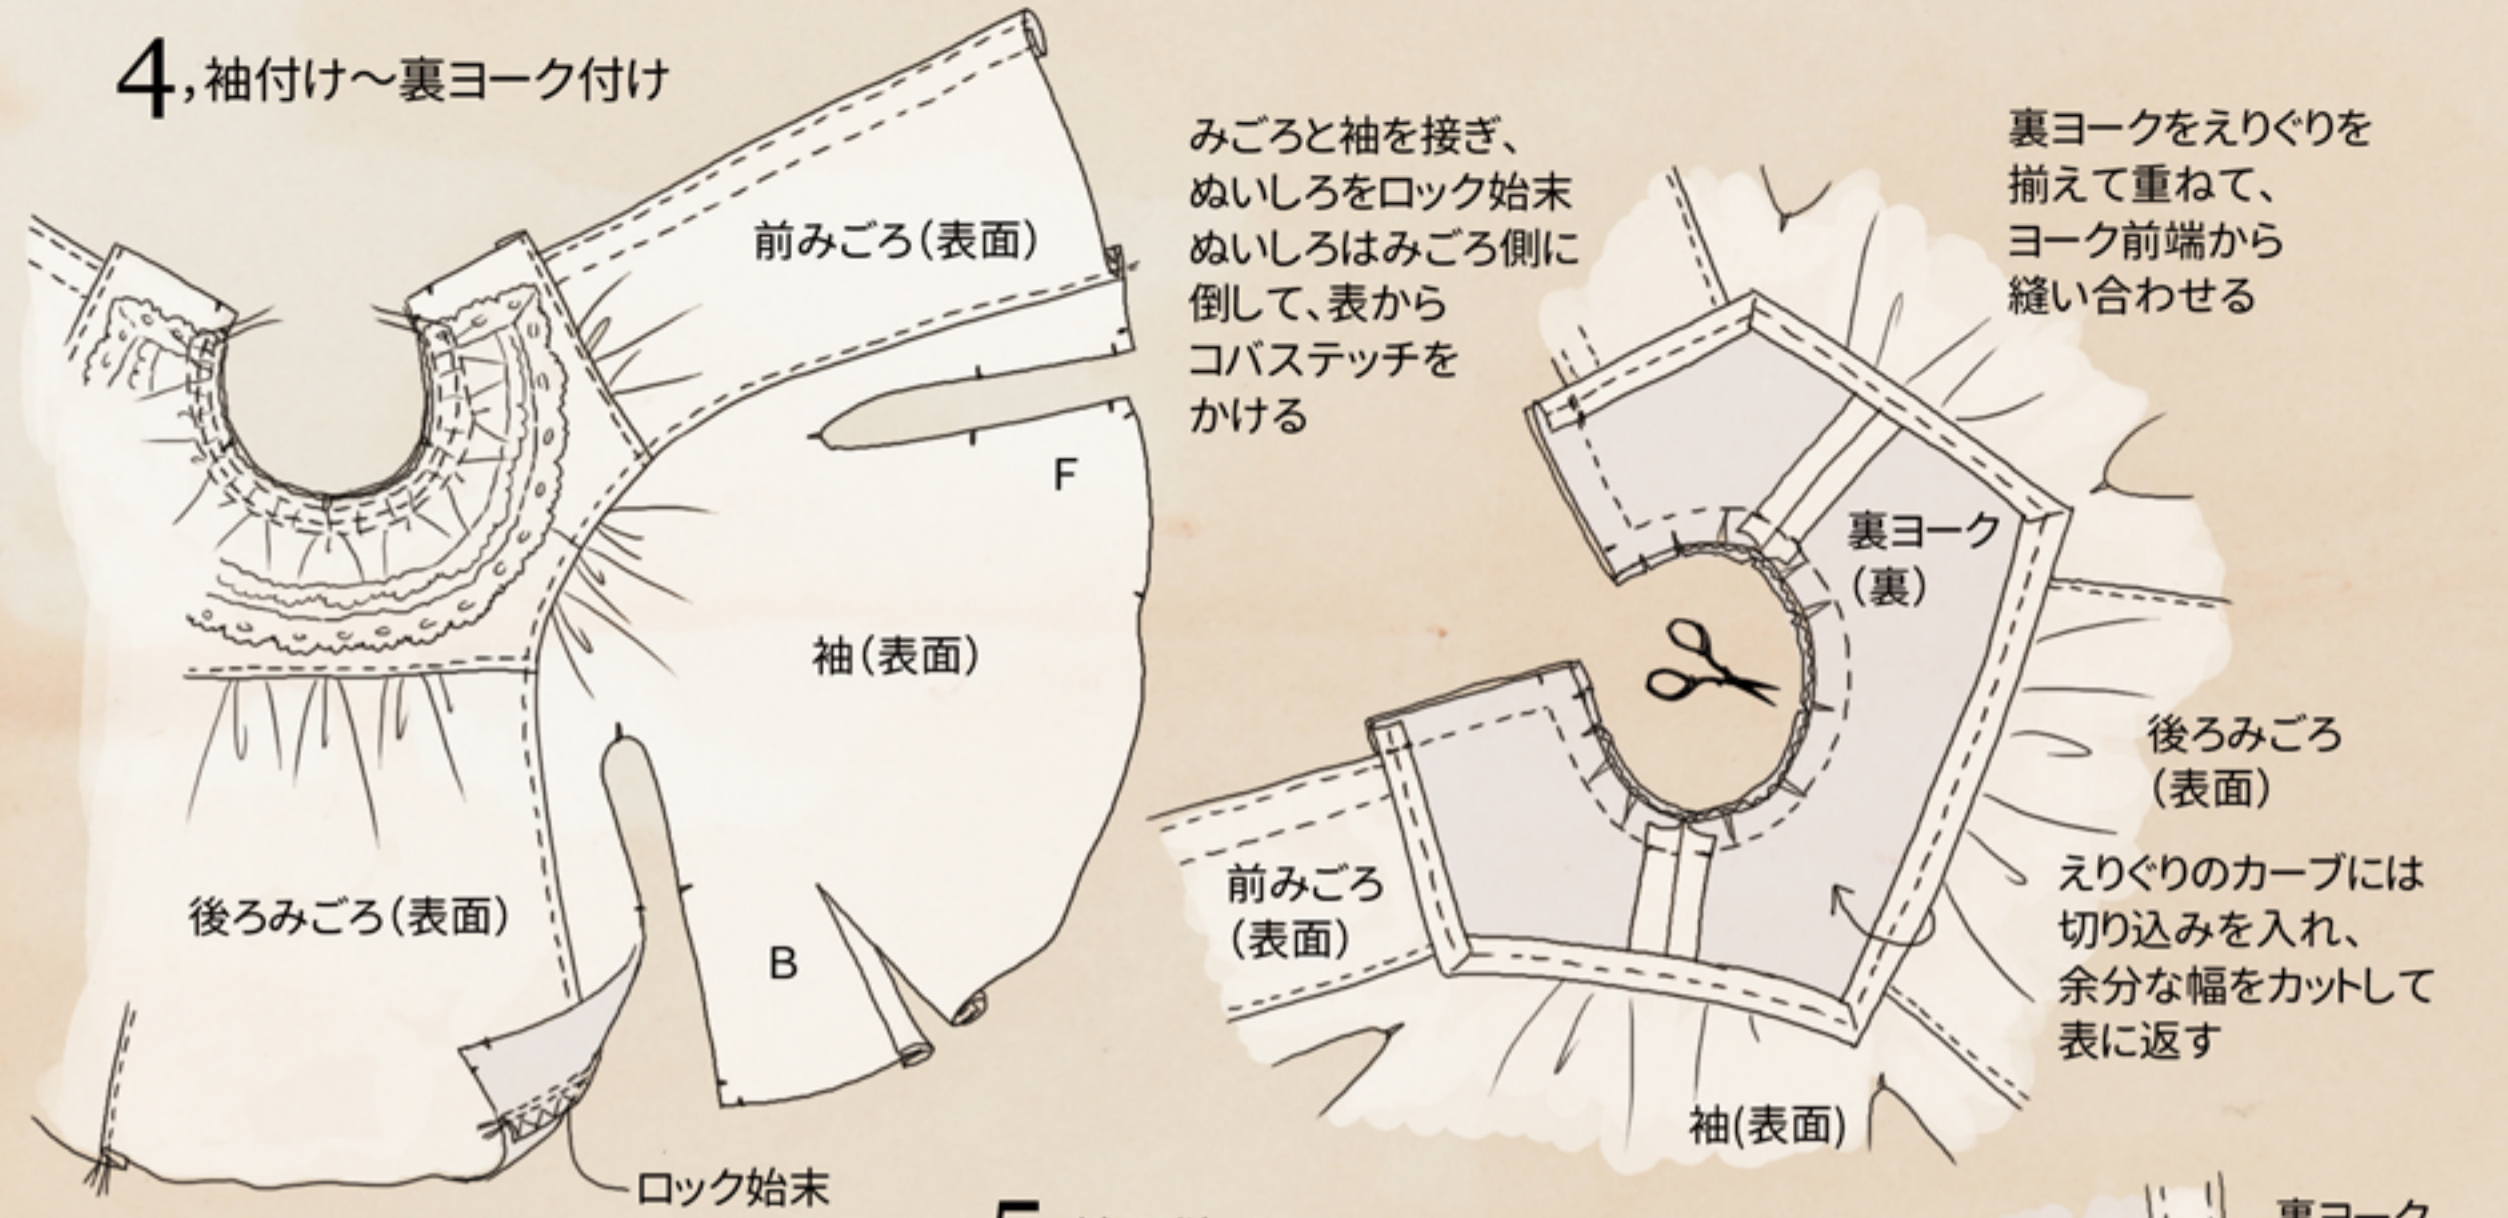 4,袖付け～裏ヨーク付け
前みごろ(表面)
みごろと袖を接ぎ、
ぬいしろをロック始末
ぬいしろはみごろ側に
倒して、表から
コバステッチを
かける
F
袖(表面)
B
後ろみごろ(表面)
ロック始末
裏ヨークをえりぐりを
揃えて重ねて、
ヨーク前端から
縫い合わせる
裏ヨーク
(裏)
後ろみごろ
(表面)
前みごろ
(表面)
えりぐりのカーブには
切り込みを入れ、
余分な幅をカットして
表に返す
袖(表面)
5
裏ヨーク